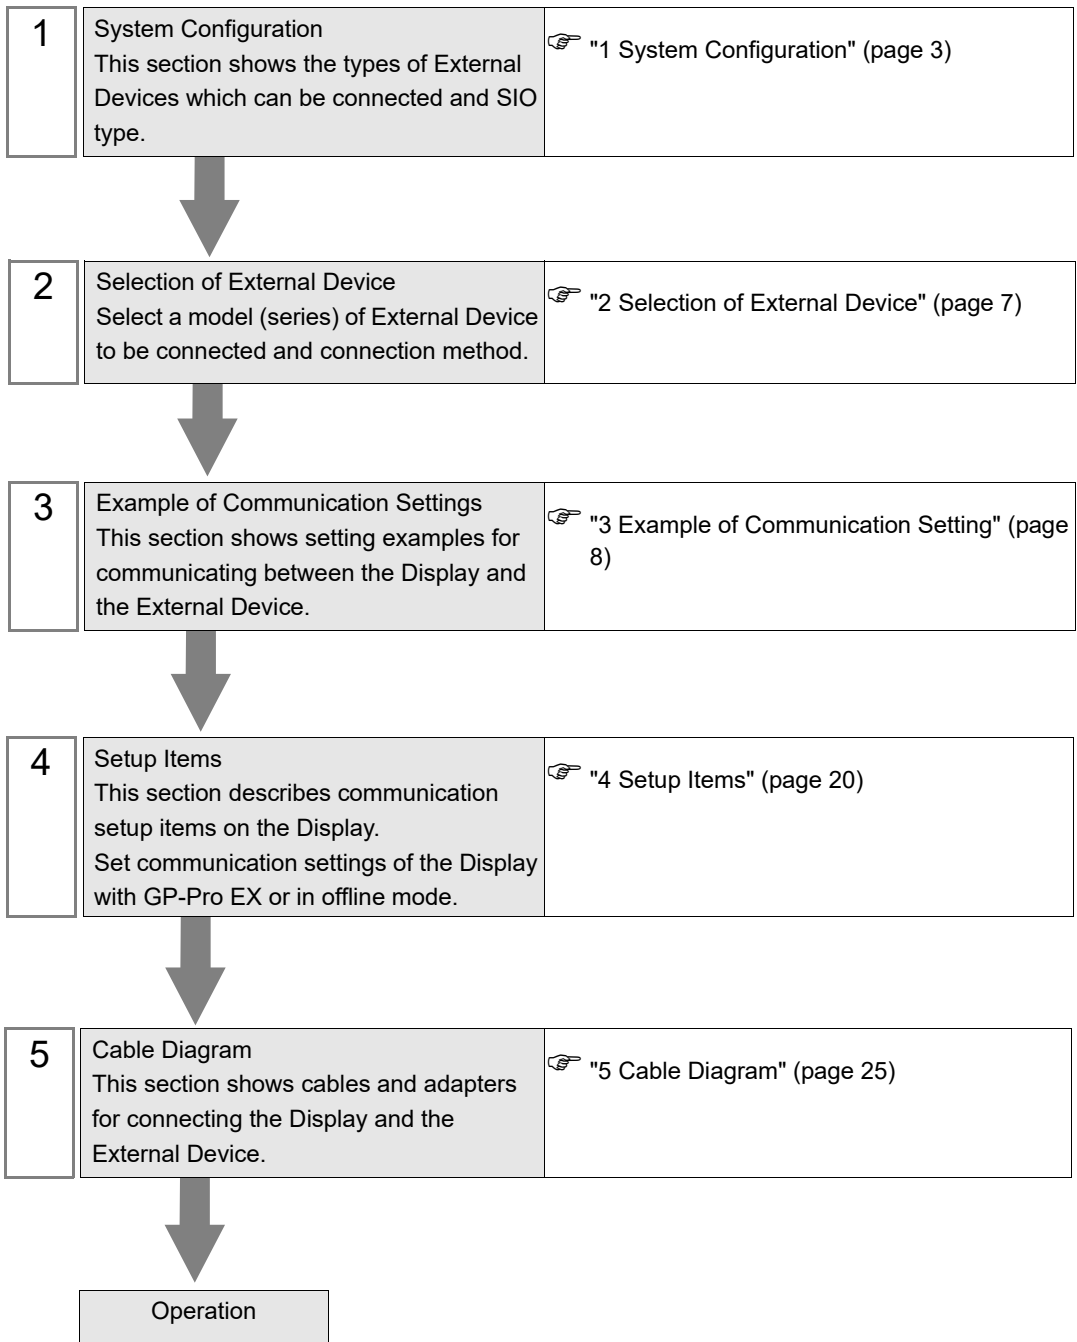 1
System Configuration
This section shows the types of External
Devices which can be connected and SIO
type.
"1 System Configuration" (page 3)
2
Selection of External Device
Select a model (series) of External Device
to be connected and connection method.
"2 Selection of External Device" (page 7)
3
Example of Communication Settings
This section shows setting examples for
communicating between the Display and
the External Device.
"3 Example of Communication Setting" (page
8)
4
Setup Items
This section describes communication
setup items on the Display.
Set communication settings of the Display
with GP-Pro EX or in offline mode.
"4 Setup Items" (page 20)
5
Cable Diagram
This section shows cables and adapters
for connecting the Display and the
External Device.
"5 Cable Diagram" (page 25)
Operation